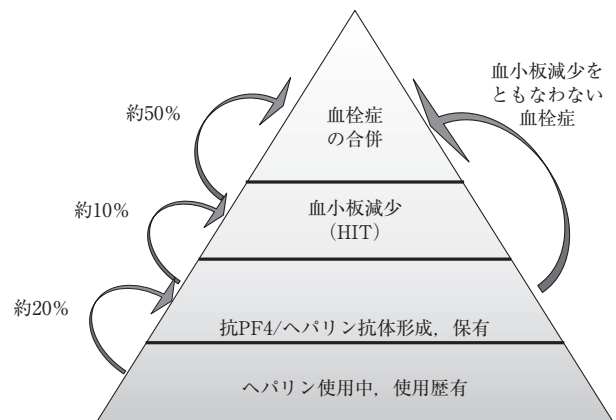 血栓症
の合併
血小板減少を
ともなわない
血栓症
約50%
血小板減少
（HIT）
約10%
抗PF4/ヘパリン抗体形成，保有
約20%
ヘパリン使用中，使用歴有